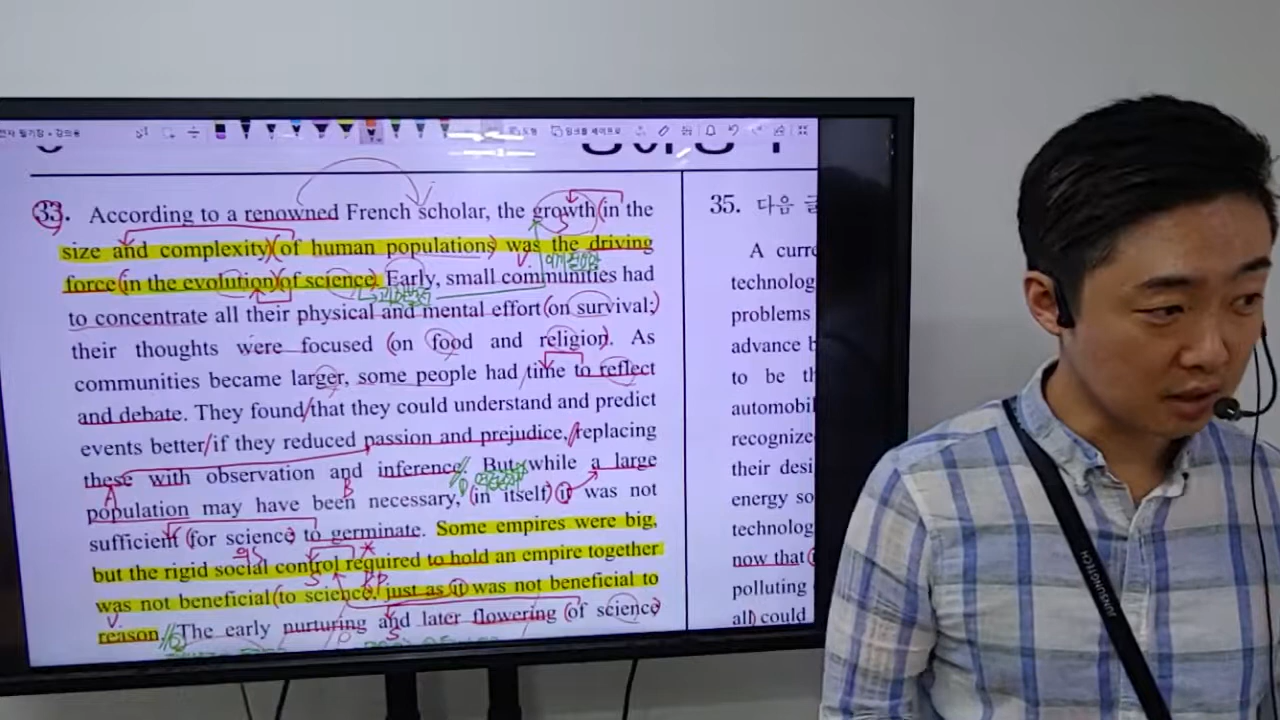 33. According to a renowned French scholar, the growth in the
size and complexity of human populations was the driving
force in the evolution of science. Early, small communities had
to concentrate all their physical and mental effort on survival;
their thoughts were focused on food and religion. As
communities became larger, some people had time to reflect
and debate. They found that they could understand and predict
events better if they reduced passion and prejudice, replacing
these with observation and inference. But while a large
population may have been necessary, in itself it was not
sufficient for science to germinate. Some empires were big,
but the rigid social control required to hold an empire together
was not beneficial to science, just as it was not beneficial to
reason. The early nurturing and later flowering of science
35. 다음 글
A curre
technolog
problems
advance b
to be th
automobil
recognize
their desi
energy so
technolog
now that
polluting
all could
JUNSUNGTECH